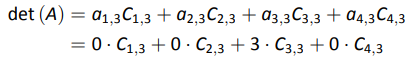 det (A) = a₁,₃C₁,₃ + a₂,₃C₂,₃ + a₃,₃C₃,₃ + a₄,₃C₄,₃
= 0 · C₁,₃ + 0 · C₂,₃ + 3 · C₃,₃ + 0 · C₄,₃